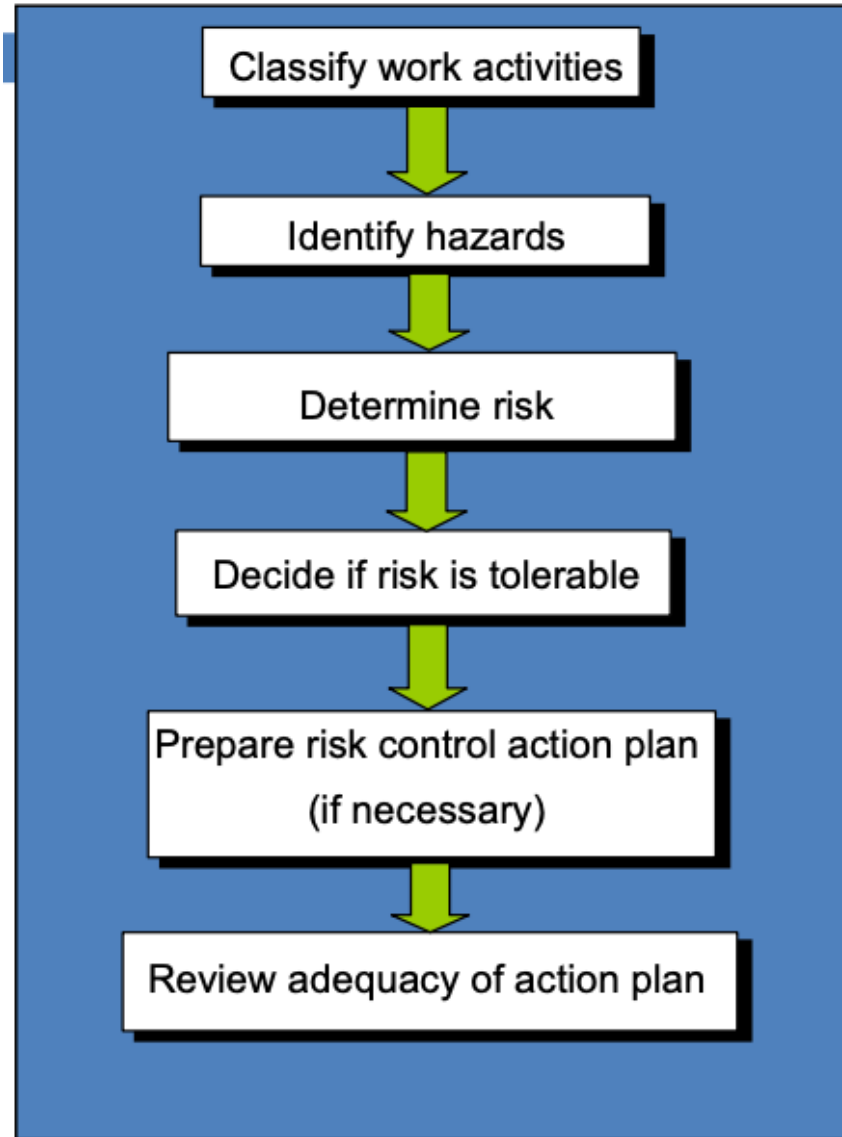 Classify work activities
Identify hazards
Determine risk
Decide if risk is tolerable
Prepare risk control action plan
(if necessary)
Review adequacy of action plan